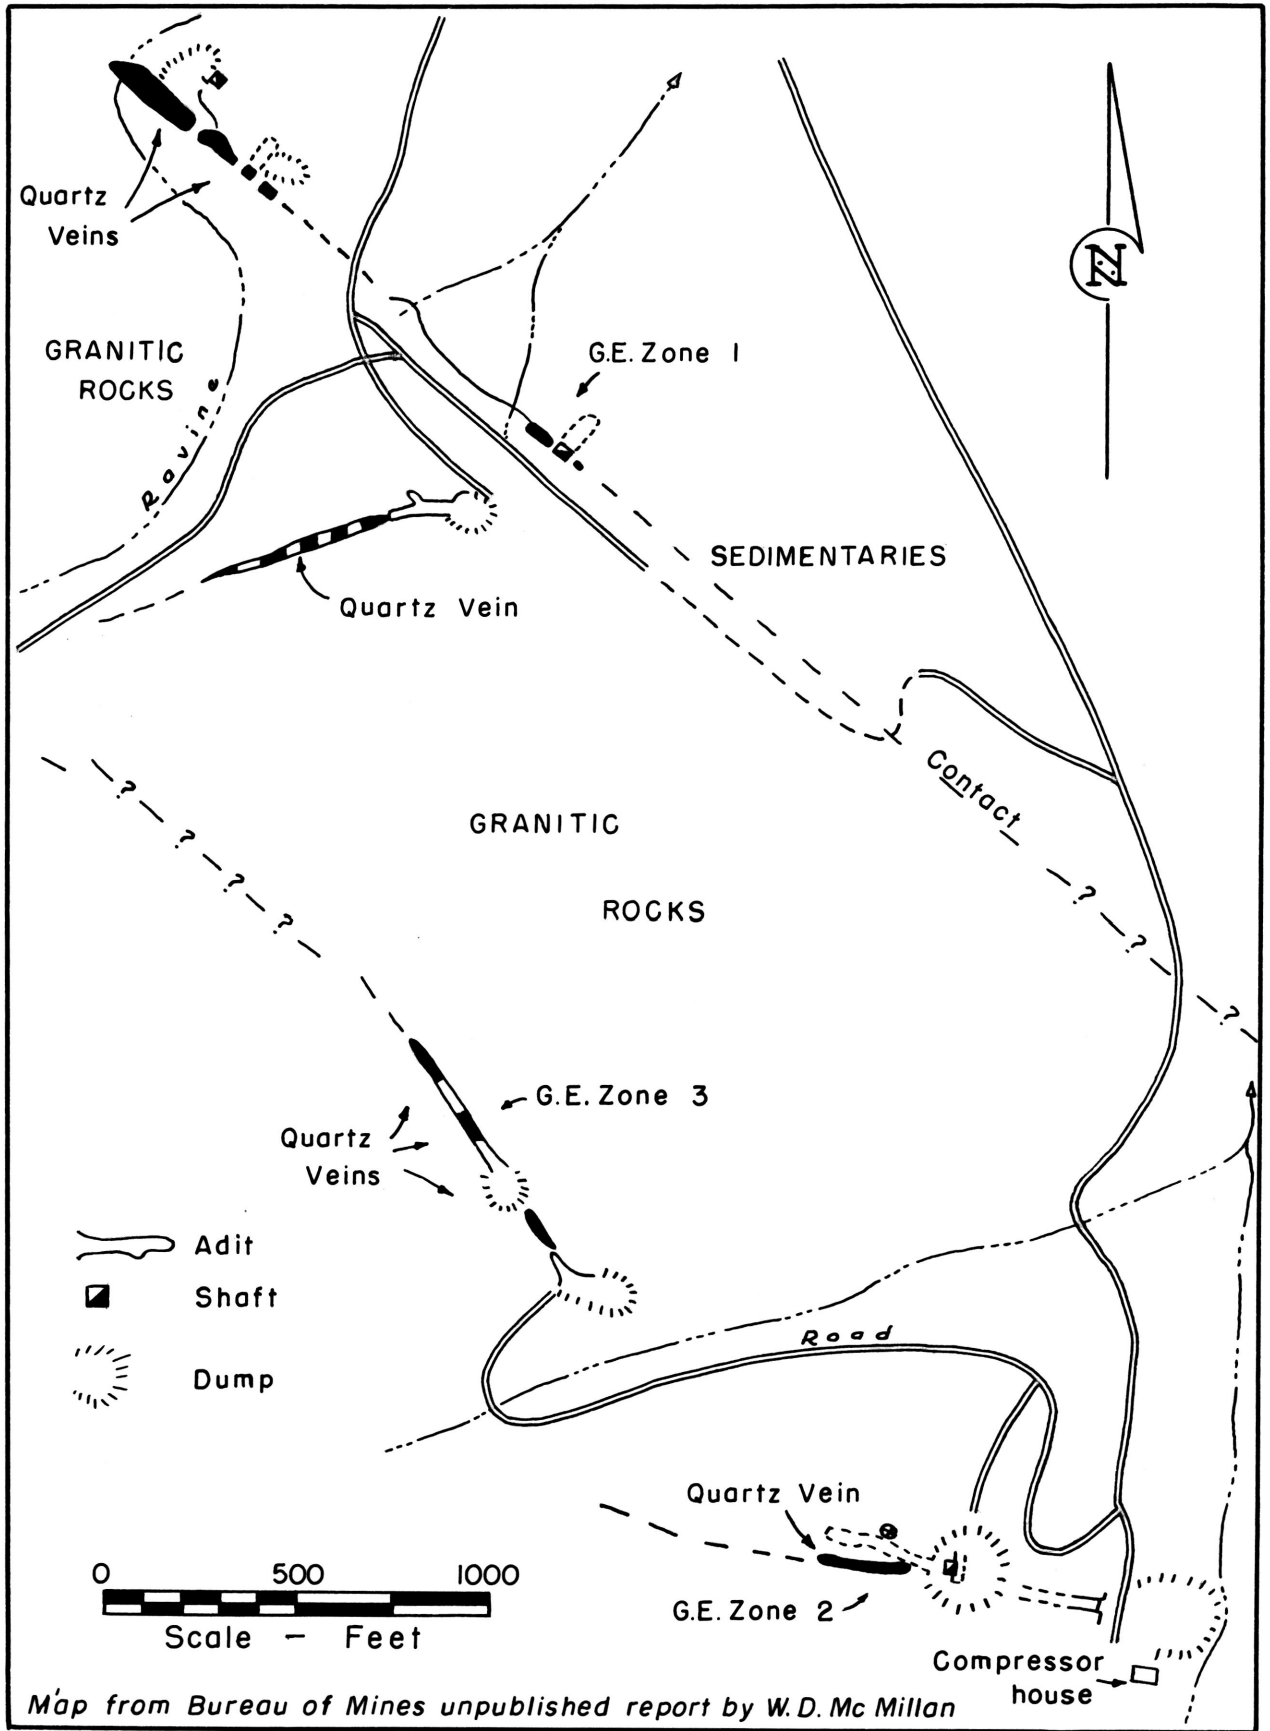 Quartz
Veins
N
GRANITIC
ROCKS
Ravine
G.E. Zone 1
SEDIMENTARIES
Quartz Vein
Contact
?
?
?
?
GRANITIC
ROCKS
?
?
?
G.E. Zone 3
Quartz
Veins
Adit
Shaft
Dump
Road
Quartz Vein
G.E. Zone 2
0 500 1000
Scale – Feet
Compressor
house
Map from Bureau of Mines unpublished report by W.D. Mc Millan